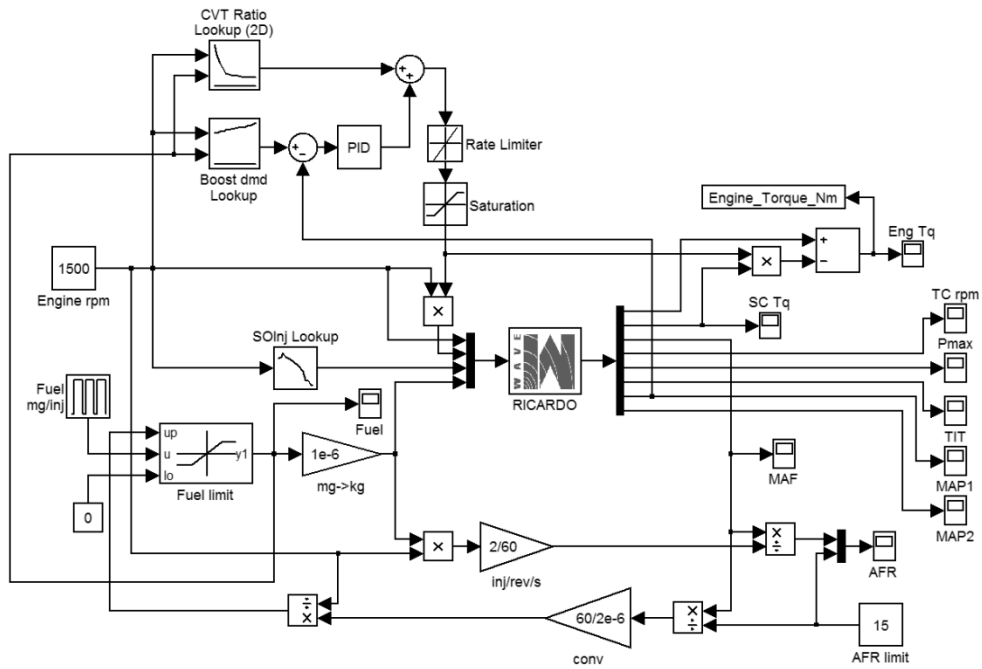 CVT Ratio
Lookup (2D)
+
+
Boost dmd
Lookup
+
−
PID
Rate Limiter
Saturation
Engine_Torque_Nm
+
−
Eng Tq
×
1500
Engine rpm
×
SC Tq
TC rpm
Pmax
SOInj Lookup
WAVE
RICARDO
Fuel
mg/inj
Fuel
TIT
up
u
lo
y1
Fuel limit
1e-6
mg->kg
MAF
MAP1
0
MAP2
×
2/60
inj/rev/s
×
÷
AFR
÷
×
60/2e-6
conv
×
÷
15
AFR limit